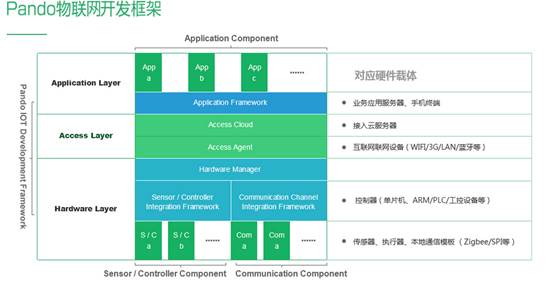 Pando物联网开发框架
Application Component
Application Layer
App
a
App
b
App
c
......
对应硬件载体
Application Framework
业务应用服务器、手机终端
Pando IOT Development Framework
Access Layer
Access Cloud
接入云服务器
Access Agent
互联网联网设备（WIFI/3G/LAN/蓝牙等）
Hardware Layer
Hardware Manager
Sensor / Controller
Integration Framework
Communication Channel
Integration Framework
控制器（单片机、ARM/PLC/工控设备等）
S / C
a
S / C
b
......
Com
a
Com
a
......
传感器、执行器、本地通信模板（Zigbee/SPI等）
Sensor / Controller Component
Communication Component